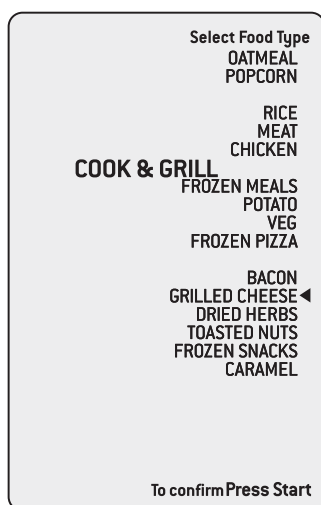 Select Food Type
OATMEAL
POPCORN
RICE
MEAT
CHICKEN
COOK & GRILL
FROZEN MEALS
POTATO
VEG
FROZEN PIZZA
BACON
GRILLED CHEESE◀
DRIED HERBS
TOASTED NUTS
FROZEN SNACKS
CARAMEL
To confirm Press Start